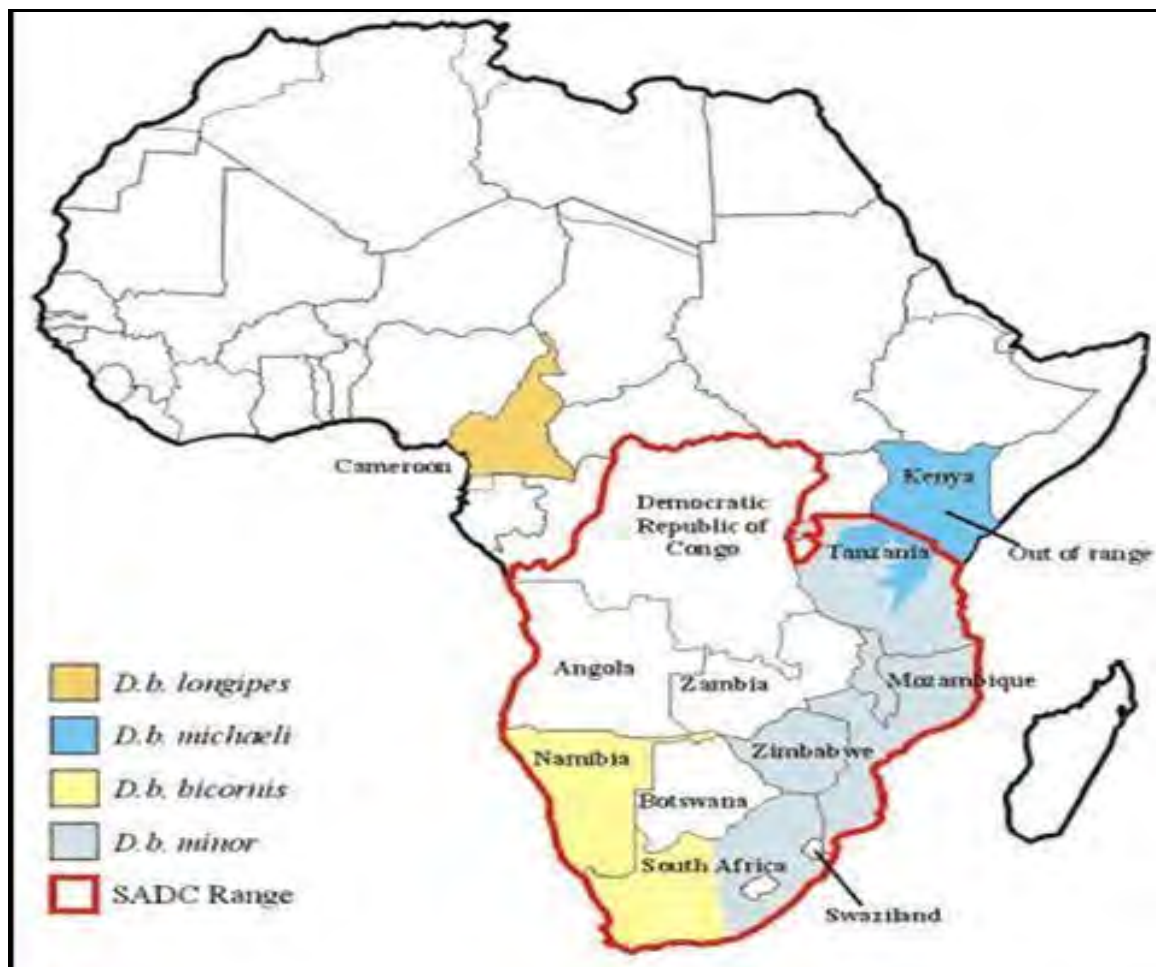 Cameroon
Kenya
Democratic
Republic of
Congo
Out of range
Tanzania
Angola
Zambia
Mozambique
Zimbabwe
Namibia
Botswana
South Africa
Swaziland
D.b. longipes
D.b. michaeli
D.b. bicornis
D.b. minor
SADC Range